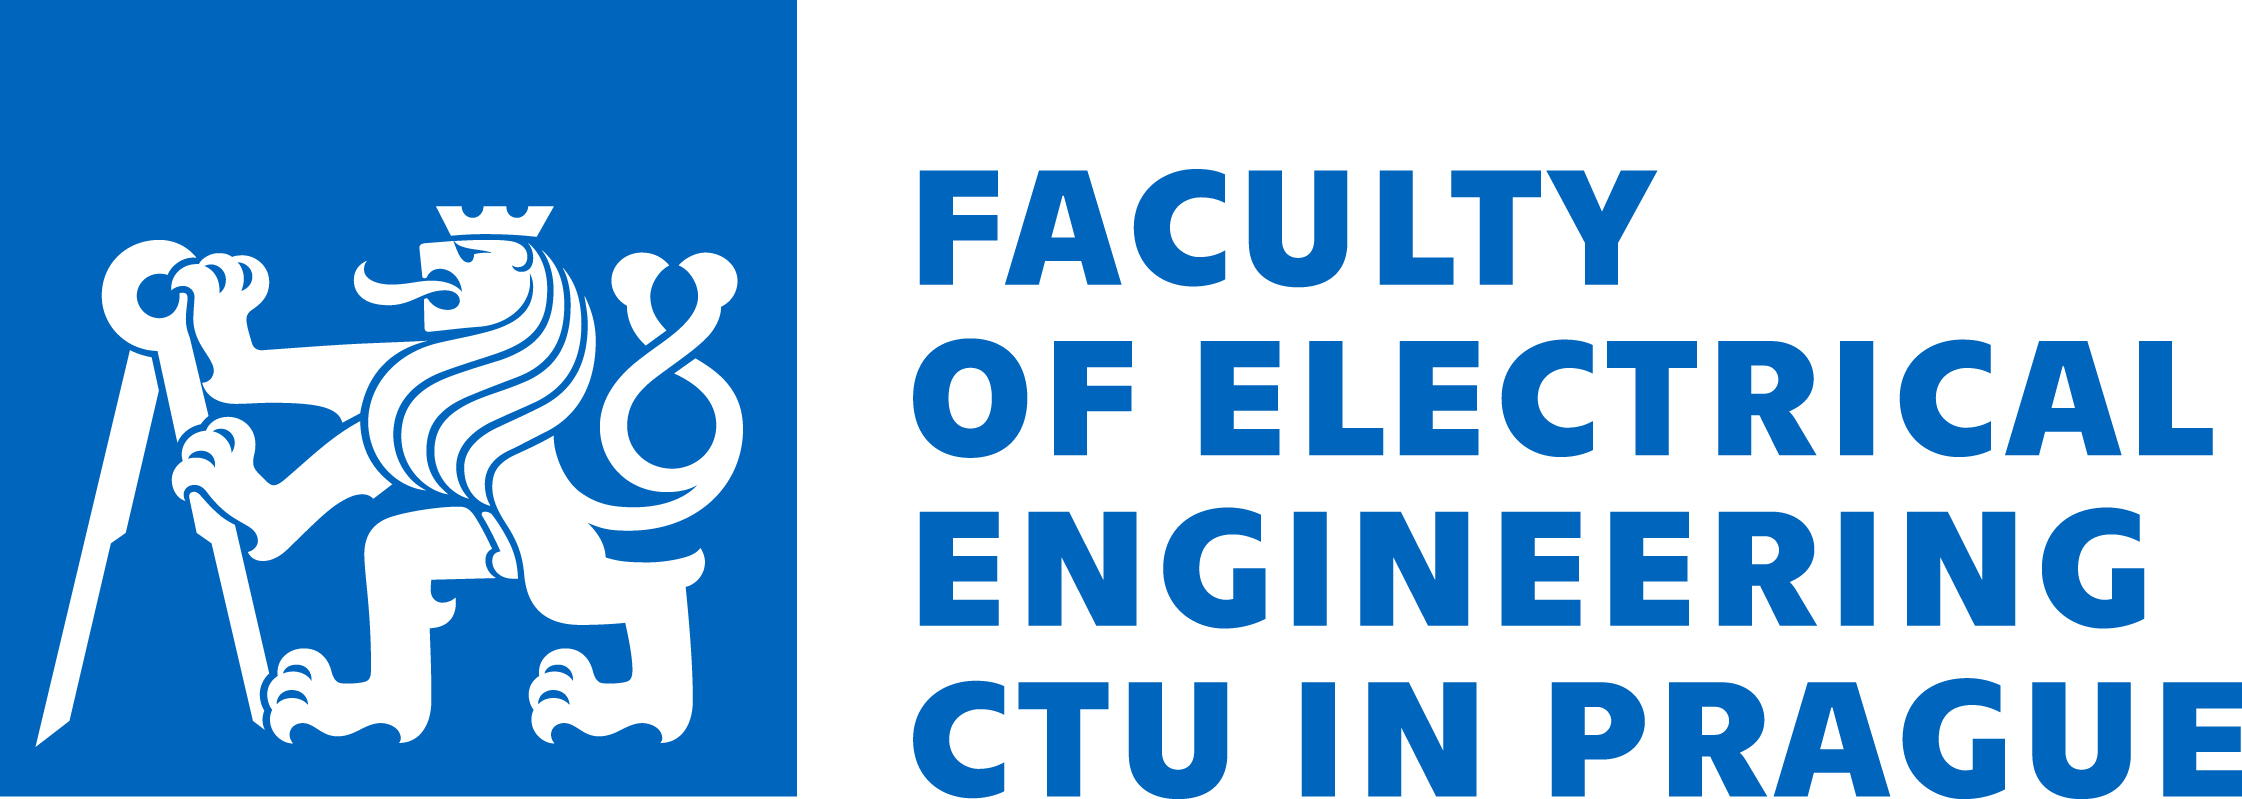 FACULTY
OF ELECTRICAL
ENGINEERING
CTU IN PRAGUE